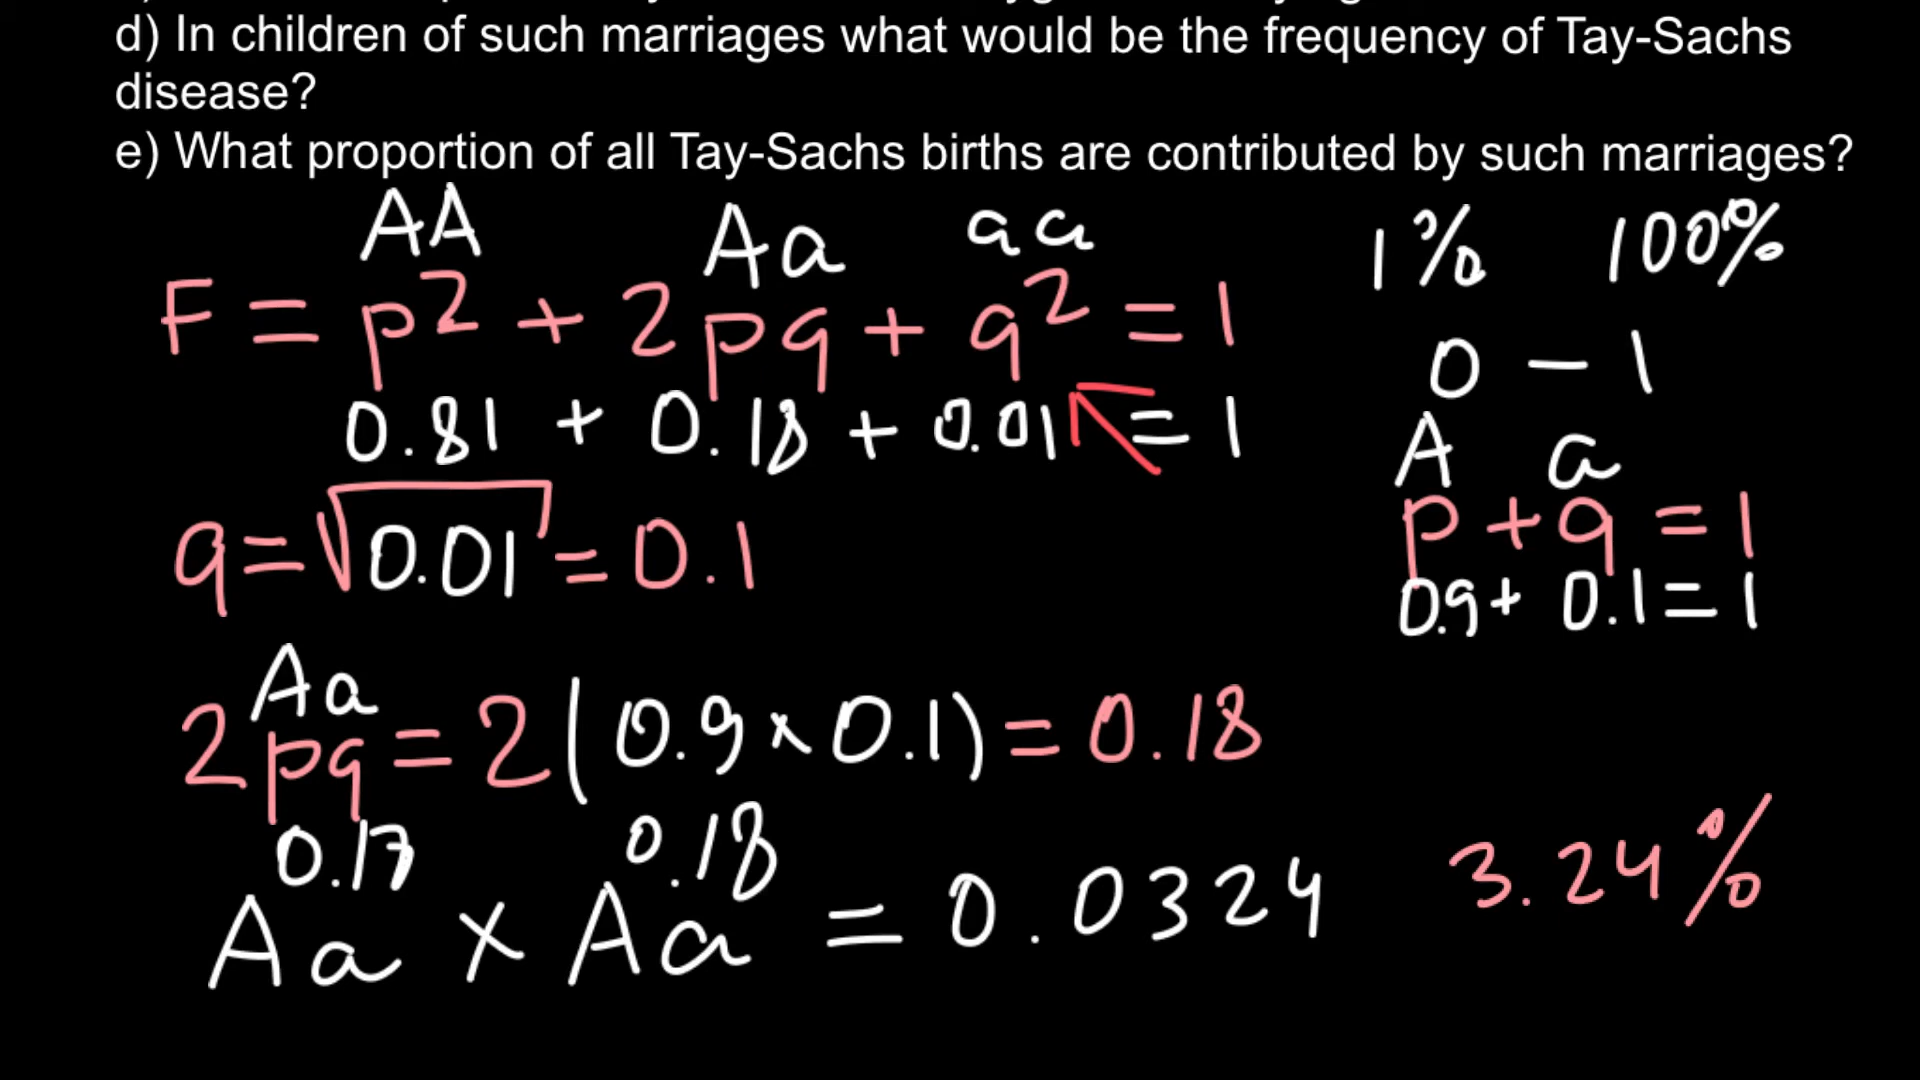 d) In children of such marriages what would be the frequency of Tay-Sachs
disease?
e) What proportion of all Tay-Sachs births are contributed by such marriages?
AA Aa aa
F = p² + 2pq + q² = 1
0.81 + 0.18 + 0.01 = 1
q = √0.01 = 0.1
Aa
2pq = 2(0.9 x 0.1) = 0.18
0.17 0.18
Aa x Aa = 0.0324 3.24%
1% 100%
0 - 1
A a
p + q = 1
0.9 + 0.1 = 1